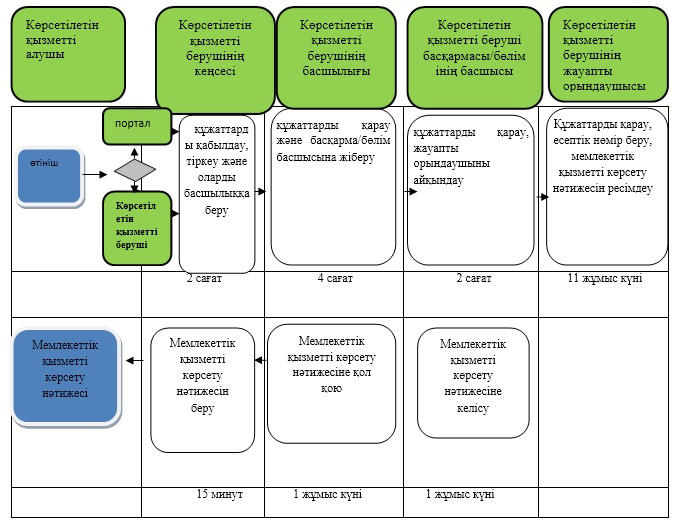 Көрсетілетін
қызметті
алушы
Көрсетілетін
қызметті
берушінің
кеңсесі
Көрсетілетін
қызметті
берушінің
басшылығы
Көрсетілетін
қызметті беруші
басқармасы/бөлім
інің басшысы
Көрсетілетін
қызметті
берушінің
жауапты
орындаушысы
өтініш
портал
Көрсетіл
етін
қызметті
беруші
құжаттард
ы қабылдау,
тіркеу және
оларды
басшылыққа
беру
құжаттарды қарау
және басқарма/бөлім
басшысына жіберу
құжаттарды қарау,
жауапты
орындаушыны
айқындау
Құжаттарды қарау,
есептік нөмір беру,
мемлекеттік
қызметті көрсету
нәтижесін ресімдеу
2 сағат
4 сағат
2 сағат
11 жұмыс күні
Мемлекеттік
қызметті
көрсету
нәтижесі
Мемлекеттік
қызметті
көрсету
нәтижесін
беру
Мемлекеттік
қызметті көрсету
нәтижесіне қол
қою
Мемлекеттік
қызметті
көрсету
нәтижесіне
келісу
15 минут
1 жұмыс күні
1 жұмыс күні